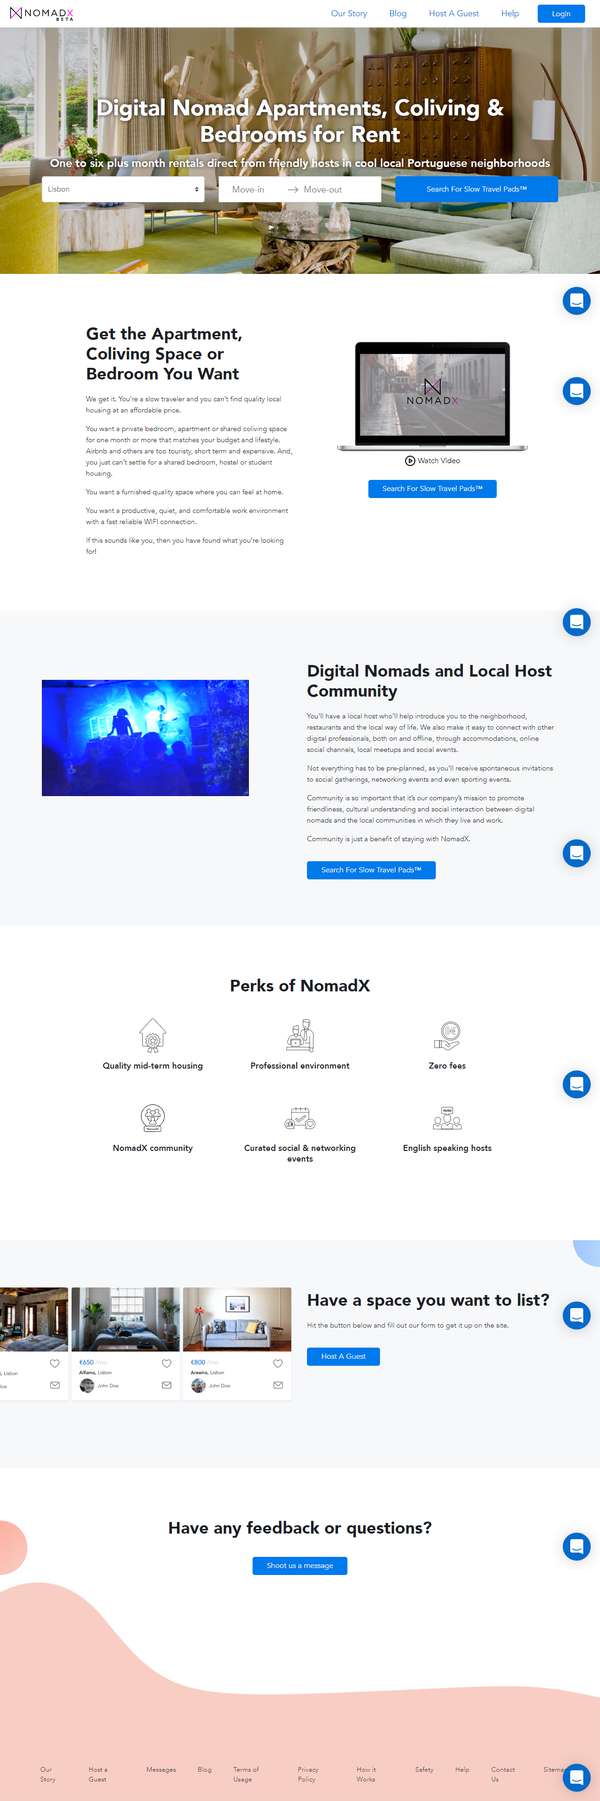 NOMADX
BETA
Our Story
Blog
Host A Guest
Help
Login
Digital Nomad Apartments, Coliving &
Bedrooms for Rent
One to six plus month rentals direct from friendly hosts in cool local Portuguese neighborhoods
Lisbon
Move-in
Move-out
Search For Slow Travel Pads™
Get the Apartment,
Coliving Space or
Bedroom You Want
We get it. You're a slow traveler and you can't find quality local
housing at an affordable price.
You want a private bedroom, apartment or shared coliving space
for one month or more that matches your budget and lifestyle.
Airbnb and others are too touristy, short term and expensive. And,
you just can't settle for a shared bedroom, hostel or student
housing.
You want a furnished quality space where you can feel at home.
You want a productive, quiet, and comfortable work environment
with a fast reliable WIFI connection.
If this sounds like you, then you have found what you're looking
for!
NOMADX
Watch Video
Search For Slow Travel Pads™
Digital Nomads and Local Host
Community
You'll have a local host who'll help introduce you to the neighborhood,
restaurants and the local way of life. We also make it easy to connect with other
digital professionals, both on and offline, through accommodations, online
social channels, local meetups and social events.
Not everything has to be pre-planned, as you'll receive spontaneous invitations
to social gatherings, networking events and even sporting events.
Community is so important that it's our company's mission to promote
friendliness, cultural understanding and social interaction between digital
nomads and the local communities in which they live and work.
Community is just a benefit of staying with NomadX.
Search For Slow Travel Pads™
Perks of NomadX
Quality mid-term housing
Professional environment
Zero fees
NomadX community
Curated social & networking
events
English speaking hosts
Have a space you want to list?
Hit the button below and fill out our form to get it up on the site.
Host A Guest
, Lisbon
€650
Alfama, Lisbon
John Doe
€800
Areeiro, Lisbon
John Doe
Have any feedback or questions?
Shoot us a message
Our
Story
Host a
Guest
Messages
Blog
Terms of
Usage
Privacy
Policy
How it
Works
Safety
Help
Contact
Us